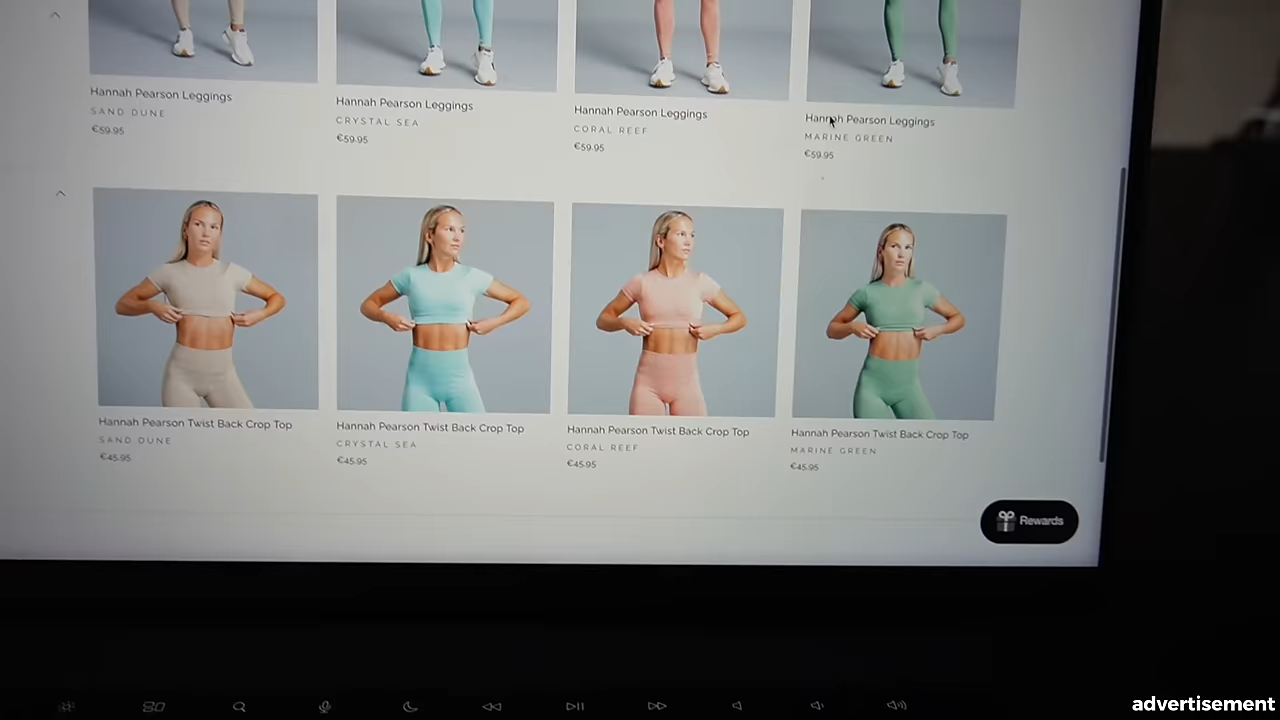 Hannah Pearson Leggings
SAND DUNE
€59.95
Hannah Pearson Leggings
CRYSTAL SEA
€59.95
Hannah Pearson Leggings
CORAL REEF
€59.95
Hannah Pearson Leggings
MARINE GREEN
€59.95
Hannah Pearson Twist Back Crop Top
SAND DUNE
€45.95
Hannah Pearson Twist Back Crop Top
CRYSTAL SEA
€45.95
Hannah Pearson Twist Back Crop Top
CORAL REEF
€45.95
Hannah Pearson Twist Back Crop Top
MARINE GREEN
€45.95
Rewards
advertisement